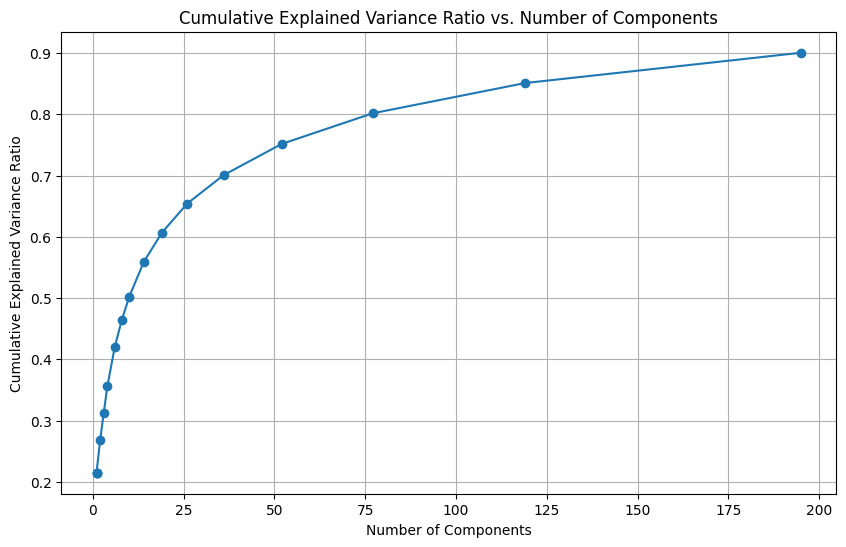 Cumulative Explained Variance Ratio vs. Number of Components
Cumulative Explained Variance Ratio
0.9
0.8
0.7
0.6
0.5
0.4
0.3
0.2
0 25 50 75 100 125 150 175 200
Number of Components